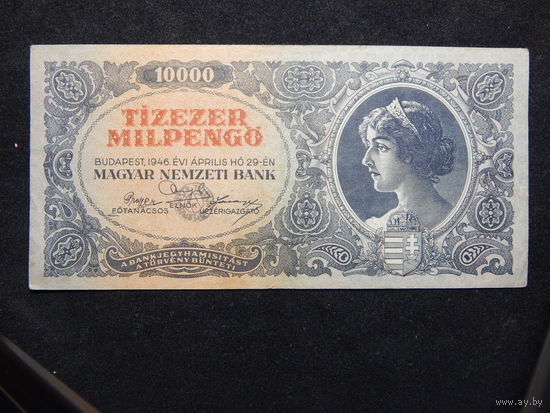 10000
TÍZEZER
MILPENGŐ
BUDAPEST, 1946. ÉVI ÁPRILIS HÓ 29-ÉN
MAGYAR NEMZETI BANK
FŐTANÁCSOS
ELNÖK
VEZÉRIGAZGATÓ
A BANKJEGYHAMISÍTÁST
A TÖRVÉNY BÜNTETI
www.ay.by